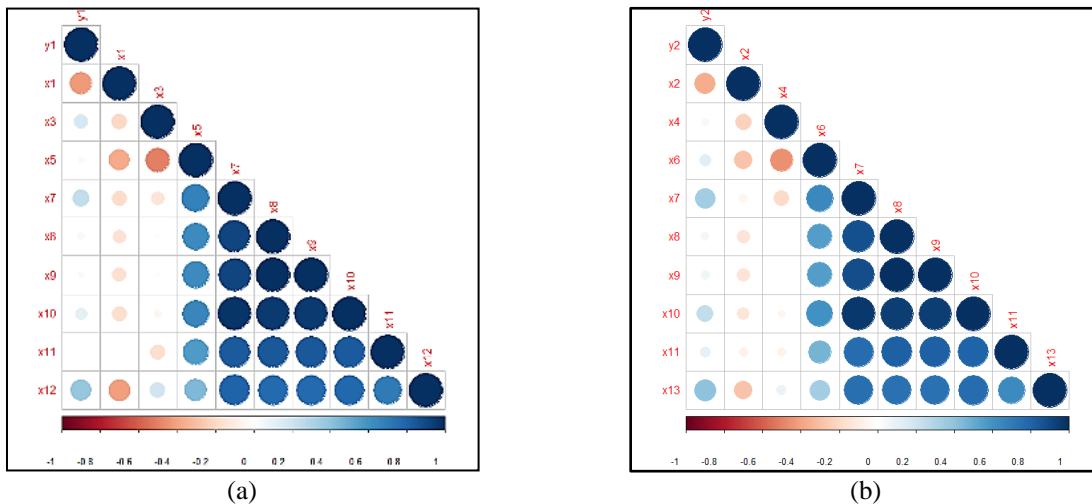 y1
y1 x1
x1 x3
x3 x5
x5 x7
x7 x8
x8 x9
x9 x10
x10 x11
x11 x12
x12
-1 -0.8 -0.6 -0.4 -0.2 0 0.2 0.4 0.6 0.8 1
(a)
y2
y2 x2
x2 x4
x4 x6
x6 x7
x7 x8
x8 x9
x9 x10
x10 x11
x11 x13
x13
-1 -0.8 -0.6 -0.4 -0.2 0 0.2 0.4 0.6 0.8 1
(b)